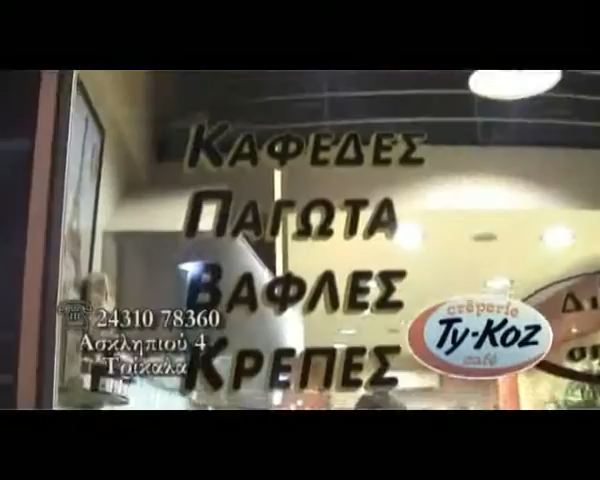 ΚΑΦΕΔΕΣ
ΠΑΓΩΤΑ
ΒΑΦΛΕΣ
ΚΡΕΠΕΣ
24310 78360
Ασκληπιού 4
Τρίκαλα
crêperie
Ty-Koz
café